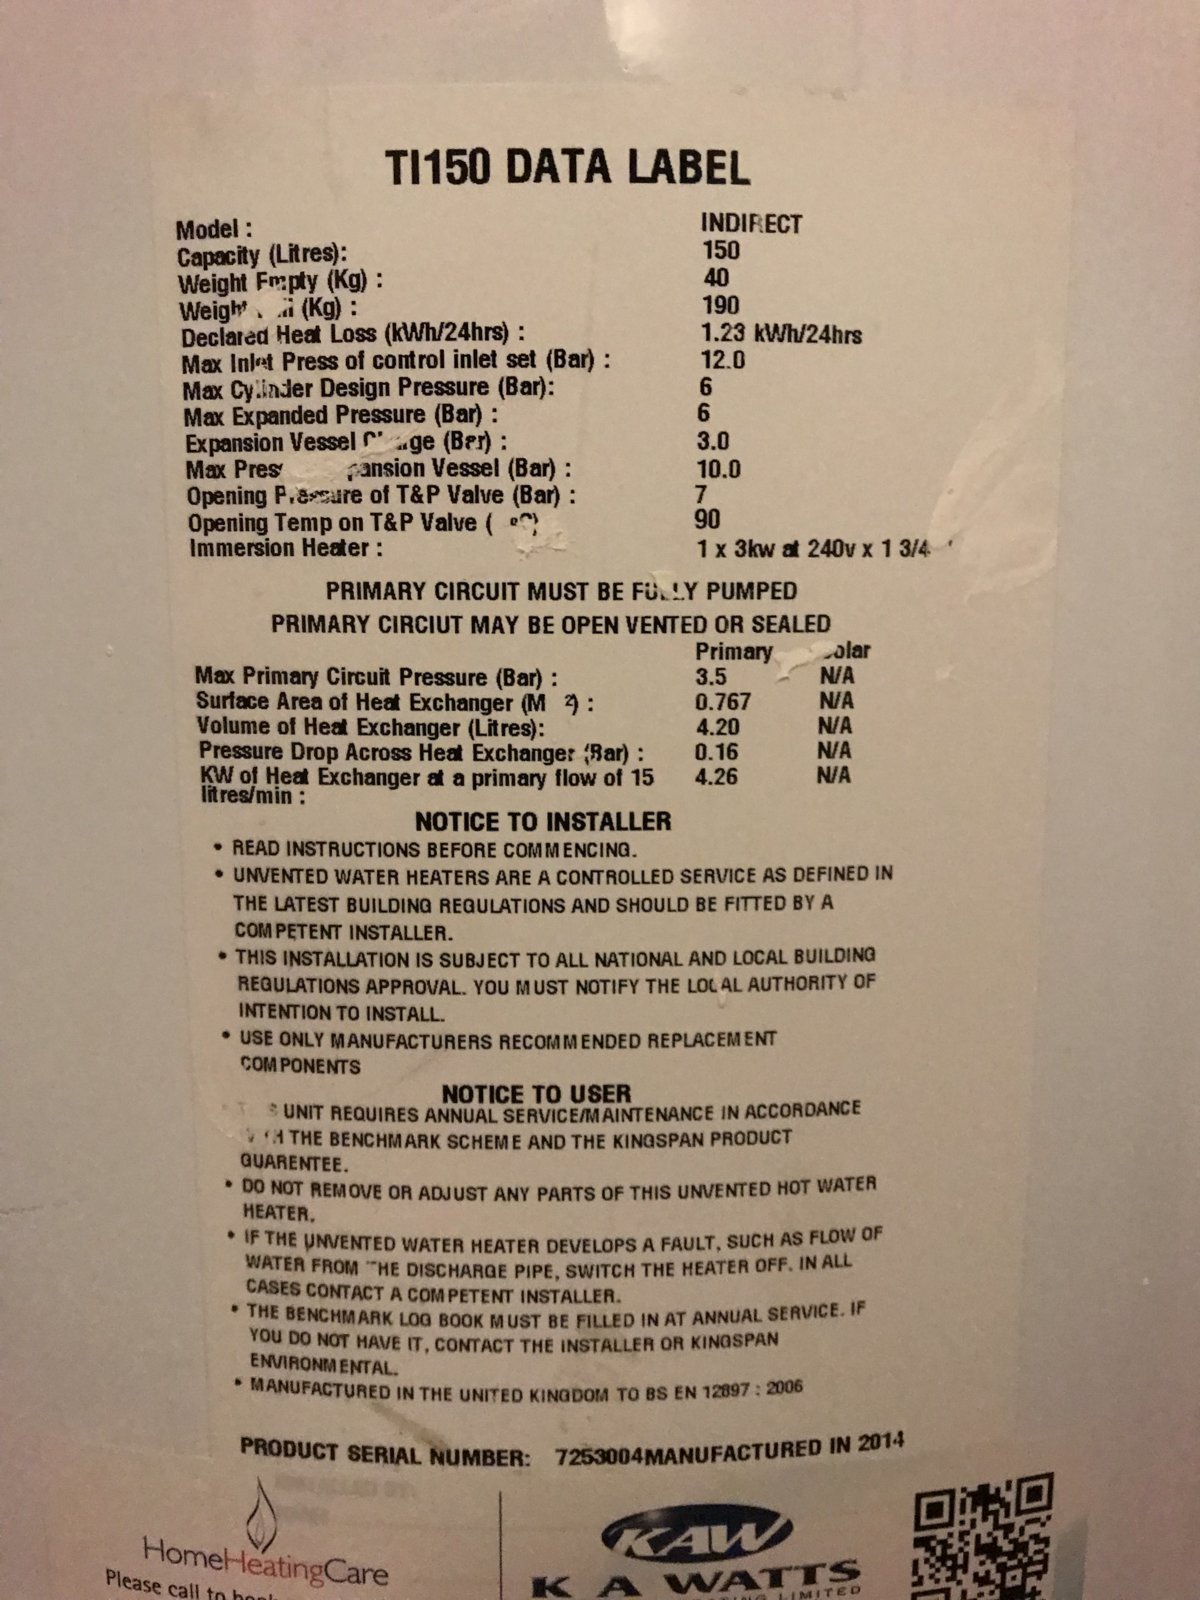 TI150 DATA LABEL
Model : INDIRECT
Capacity (Litres): 150
Weight Empty (Kg) : 40
Weight (Kg) : 190
Declared Heat Loss (kWh/24hrs) : 1.23 kWh/24hrs
Max Inlet Press of control inlet set (Bar) : 12.0
Max Cylinder Design Pressure (Bar): 6
Max Expanded Pressure (Bar) : 6
Expansion Vessel (Bar) : 3.0
Max Vessel (Bar) : 10.0
Opening Pressure of T&P Valve (Bar) : 7
Opening Temp on T&P Valve ( °C) 90
Immersion Heater : 1 x 3kw at 240v x 1 3/4
PRIMARY CIRCUIT MUST BE FULLY PUMPED
PRIMARY CIRCIUT MAY BE OPEN VENTED OR SEALED
Primary
Max Primary Circuit Pressure (Bar) : 3.5 N/A
Surface Area of Heat Exchanger (M 2) : 0.767 N/A
Volume of Heat Exchanger (Litres): 4.20 N/A
Pressure Drop Across Heat Exchanger (Bar) : 0.16 N/A
KW of Heat Exchanger at a primary flow of 15 4.26 N/A
litres/min :
NOTICE TO INSTALLER
• READ INSTRUCTIONS BEFORE COMMENCING.
• UNVENTED WATER HEATERS ARE A CONTROLLED SERVICE AS DEFINED IN
THE LATEST BUILDING REGULATIONS AND SHOULD BE FITTED BY A
COMPETENT INSTALLER.
• THIS INSTALLATION IS SUBJECT TO ALL NATIONAL AND LOCAL BUILDING
REGULATIONS APPROVAL. YOU MUST NOTIFY THE LOCAL AUTHORITY OF
INTENTION TO INSTALL.
• USE ONLY MANUFACTURERS RECOMMENDED REPLACEMENT
COMPONENTS
NOTICE TO USER
UNIT REQUIRES ANNUAL SERVICE/MAINTENANCE IN ACCORDANCE
THE BENCHMARK SCHEME AND THE KINGSPAN PRODUCT
GUARENTEE.
• DO NOT REMOVE OR ADJUST ANY PARTS OF THIS UNVENTED HOT WATER
HEATER.
• IF THE UNVENTED WATER HEATER DEVELOPS A FAULT, SUCH AS FLOW OF
WATER FROM THE DISCHARGE PIPE, SWITCH THE HEATER OFF. IN ALL
CASES CONTACT A COMPETENT INSTALLER.
• THE BENCHMARK LOG BOOK MUST BE FILLED IN AT ANNUAL SERVICE. IF
YOU DO NOT HAVE IT, CONTACT THE INSTALLER OR KINGSPAN
ENVIRONMENTAL.
• MANUFACTURED IN THE UNITED KINGDOM TO BS EN 12897 : 2006
PRODUCT SERIAL NUMBER: 7253004MANUFACTURED IN 2014
HomeHeatingCare
Please call to
KAW
K A WATTS
LIMITED